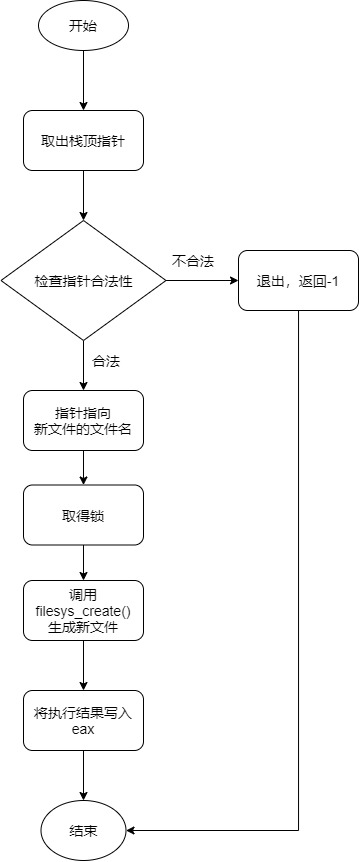 开始
取出栈顶指针
检查指针合法性
不合法
退出，返回-1
合法
指针指向
新文件的文件名
取得锁
调用
filesys_create()
生成新文件
将执行结果写入
eax
结束